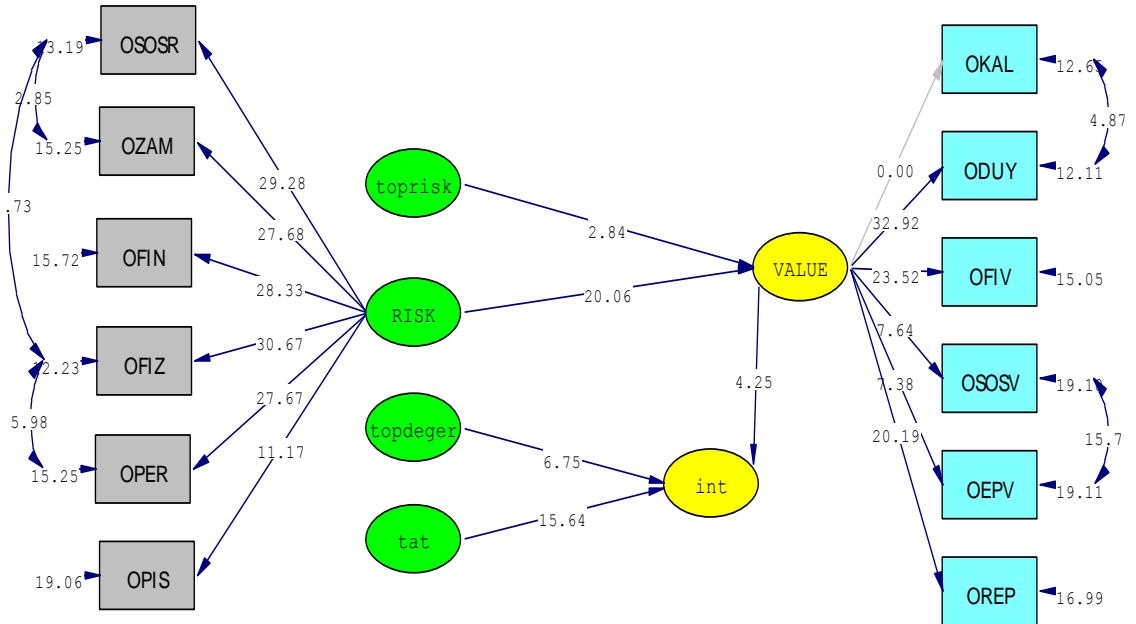 13.19
OSOSR
2.85
15.25
OZAM
.73
15.72
OFIN
12.23
OFIZ
5.98
15.25
OPER
19.06
OPIS
29.28
27.68
28.33
30.67
27.67
11.17
toprisk
RISK
topdeger
tat
2.84
20.06
6.75
15.64
VALUE
4.25
int
0.00
32.92
23.52
7.64
7.38
20.19
OKAL
12.65
4.87
ODUY
12.11
OFIV
15.05
OSOSV
15.7
OEPV
19.11
OREP
16.99